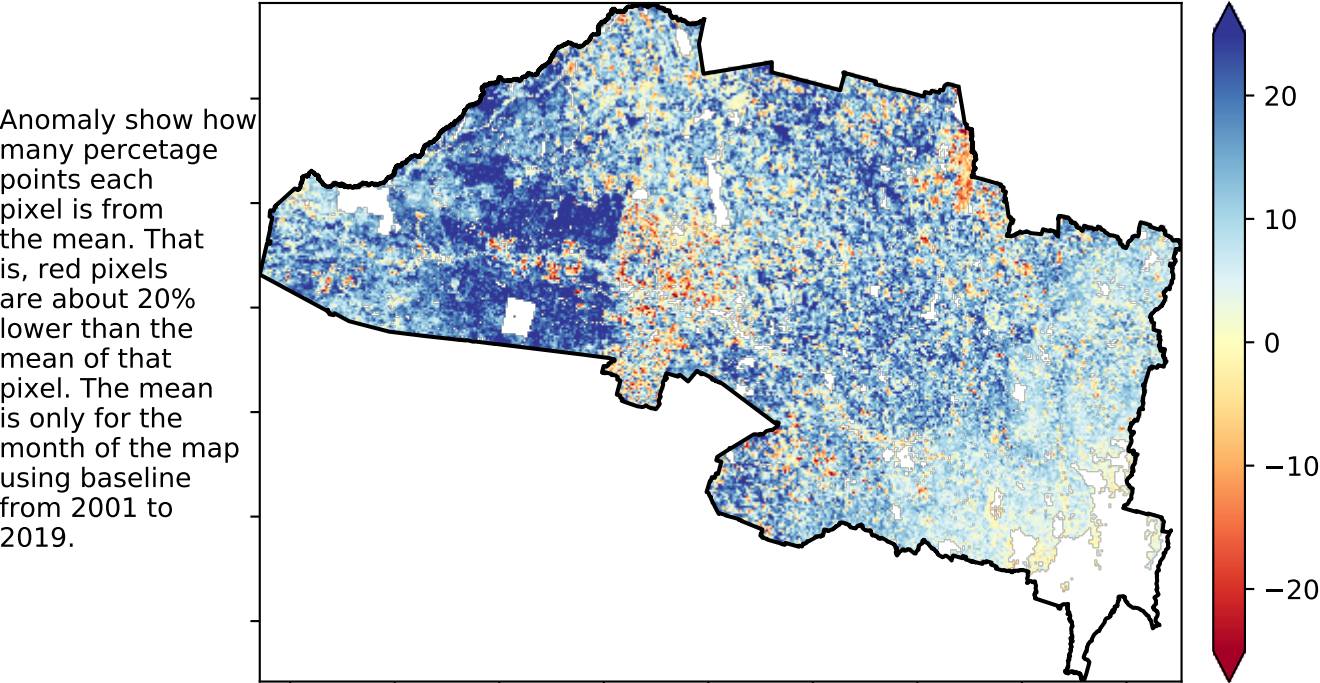 Anomaly show how
many percetage
points each
pixel is from
the mean. That
is, red pixels
are about 20%
lower than the
mean of that
pixel. The mean
is only for the
month of the map
using baseline
from 2001 to
2019.
20
10
0
−10
−20